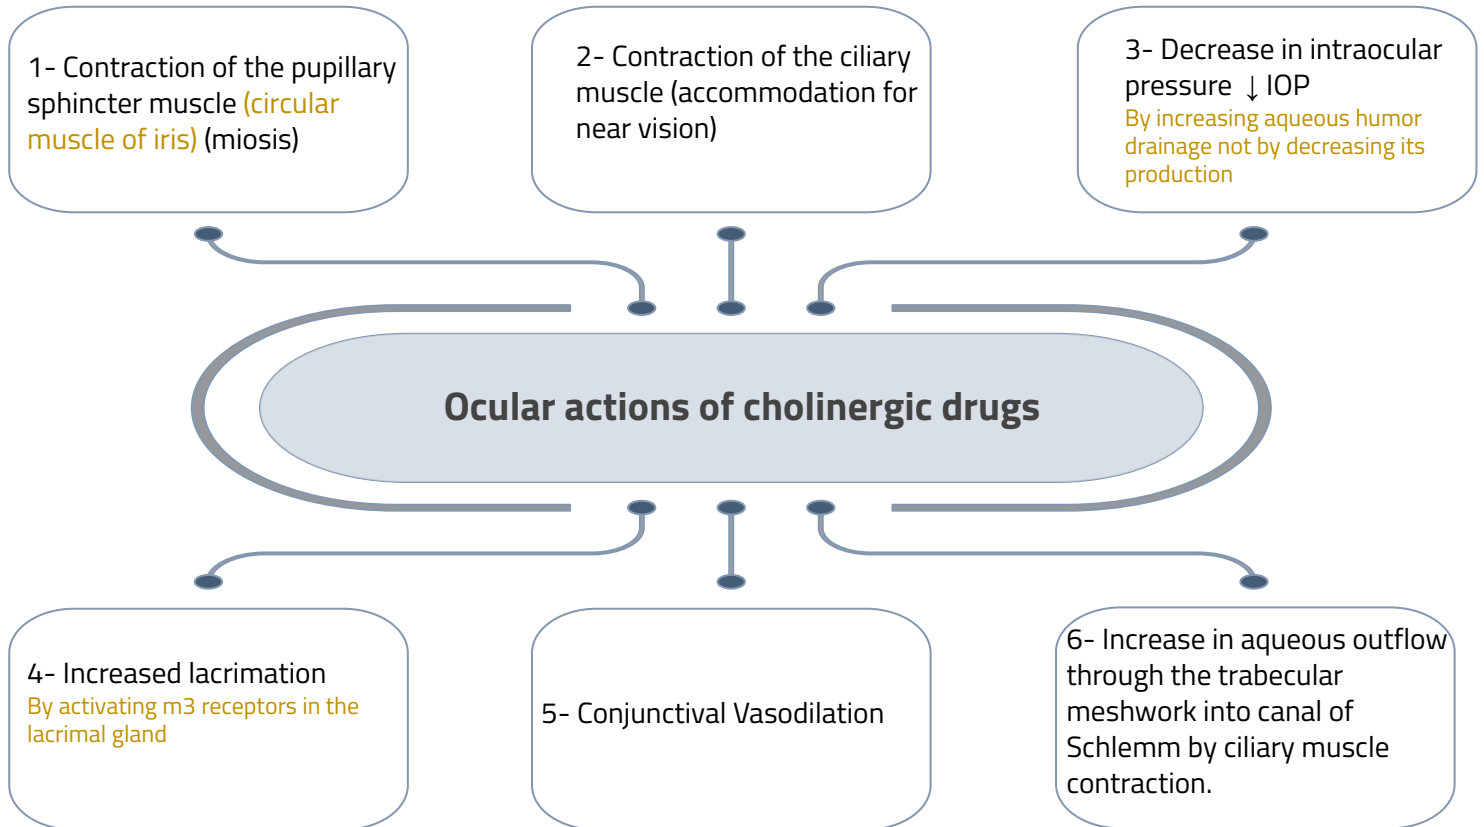 1- Contraction of the pupillary
sphincter muscle (circular
muscle of iris) (miosis)
2- Contraction of the ciliary
muscle (accommodation for
near vision)
3- Decrease in intraocular
pressure ↓ IOP
By increasing aqueous humor
drainage not by decreasing its
production
Ocular actions of cholinergic drugs
4- Increased lacrimation
By activating m3 receptors in the
lacrimal gland
5- Conjunctival Vasodilation
6- Increase in aqueous outflow
through the trabecular
meshwork into canal of
Schlemm by ciliary muscle
contraction.